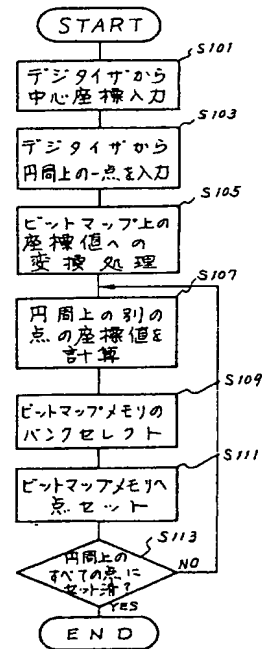 START
S101
デジタイザから
中心座標入力
S103
デジタイザから
円周上の一点を入力
S105
ビットマップ上の
座標値への
変換処理
S107
円周上の別の
点の座標値を
計算
S109
ビットマップメモリの
バンクセレクト
S111
ビットマップメモリへ
点セット
S113
円周上の
すべての点に
セット済?
NO
YES
END